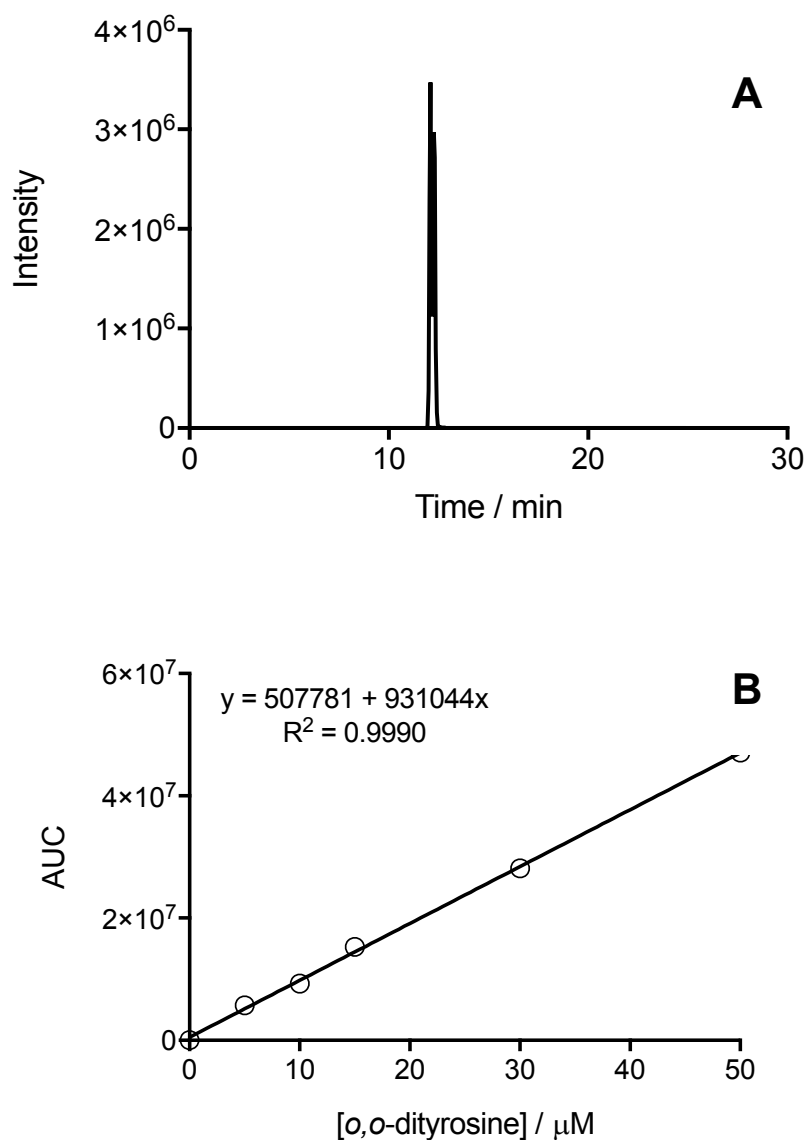 A
4×10⁶
3×10⁶
2×10⁶
1×10⁶
0
Intensity
0 10 20 30
Time / min
B
y = 507781 + 931044x
R² = 0.9990
6×10⁷
4×10⁷
2×10⁷
0
AUC
0 10 20 30 40 50
[o,o-dityrosine] / μM